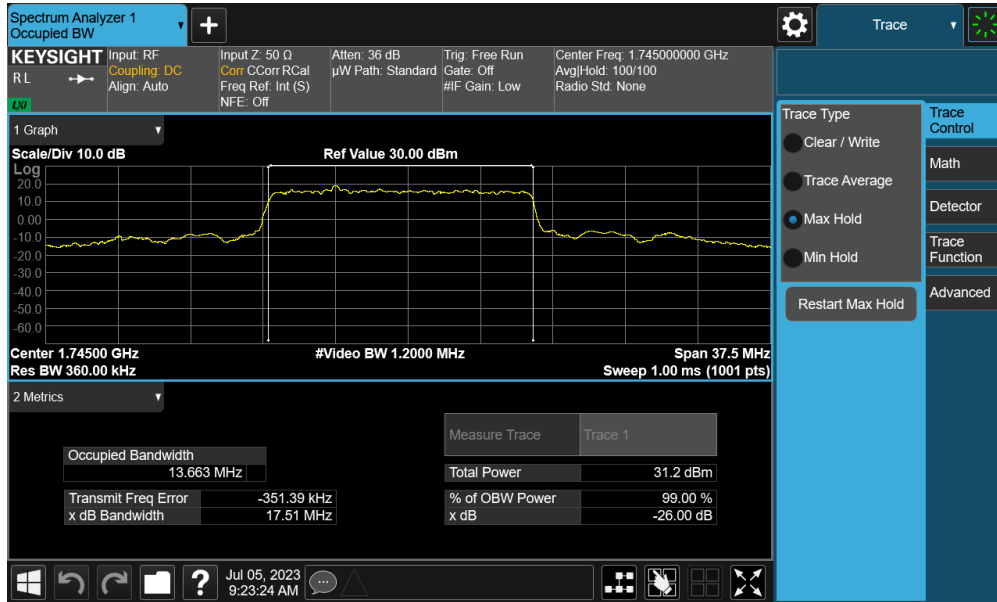 Spectrum Analyzer 1
Occupied BW
+
Trace
KEYSIGHT
R L
LXI
Input: RF
Coupling: DC
Align: Auto
Input Z: 50 Ω
Corr CCorr RCal
Freq Ref: Int (S)
NFE: Off
Atten: 36 dB
µW Path: Standard
Trig: Free Run
Gate: Off
#IF Gain: Low
Center Freq: 1.745000000 GHz
Avg|Hold: 100/100
Radio Std: None
1 Graph
Scale/Div 10.0 dB
Ref Value 30.00 dBm
Log
20.0
10.0
0.00
-10.0
-20.0
-30.0
-40.0
-50.0
-60.0
Center 1.74500 GHz
#Video BW 1.2000 MHz
Span 37.5 MHz
Res BW 360.00 kHz
Sweep 1.00 ms (1001 pts)
2 Metrics
Measure Trace
Trace 1
Occupied Bandwidth
13.663 MHz
Total Power
31.2 dBm
Transmit Freq Error
-351.39 kHz
% of OBW Power
99.00 %
x dB Bandwidth
17.51 MHz
x dB
-26.00 dB
Trace Type
Clear / Write
Trace Average
Max Hold
Min Hold
Restart Max Hold
Trace
Control
Math
Detector
Trace
Function
Advanced
?
Jul 05, 2023
9:23:24 AM